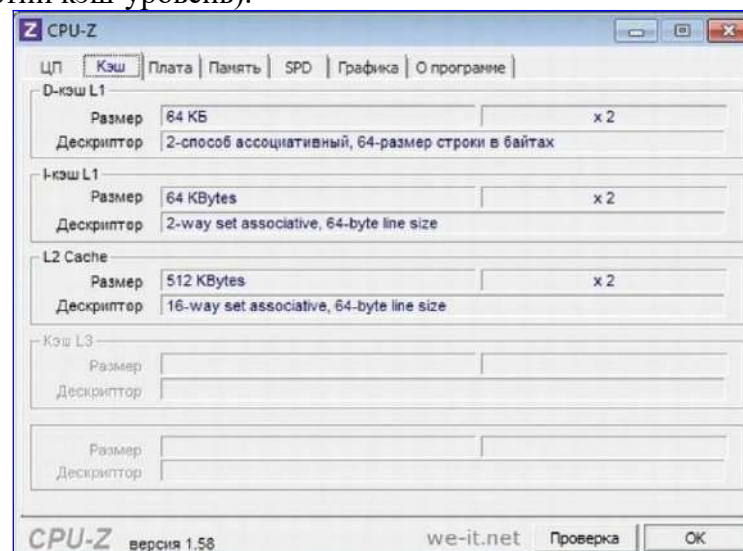 кэш уровень).
CPU-Z
ЦП Кэш Плата Память SPD Графика О программе
D-кэш L1
Размер 64 КБ x 2
Дескриптор 2-способ ассоциативный, 64-размер строки в байтах
I-кэш L1
Размер 64 KBytes x 2
Дескриптор 2-way set associative, 64-byte line size
L2 Cache
Размер 512 KBytes x 2
Дескриптор 16-way set associative, 64-byte line size
Кэш L3
Размер
Дескриптор
Размер
Дескриптор
CPU-Z версия 1.58 we-it.net Проверка OK